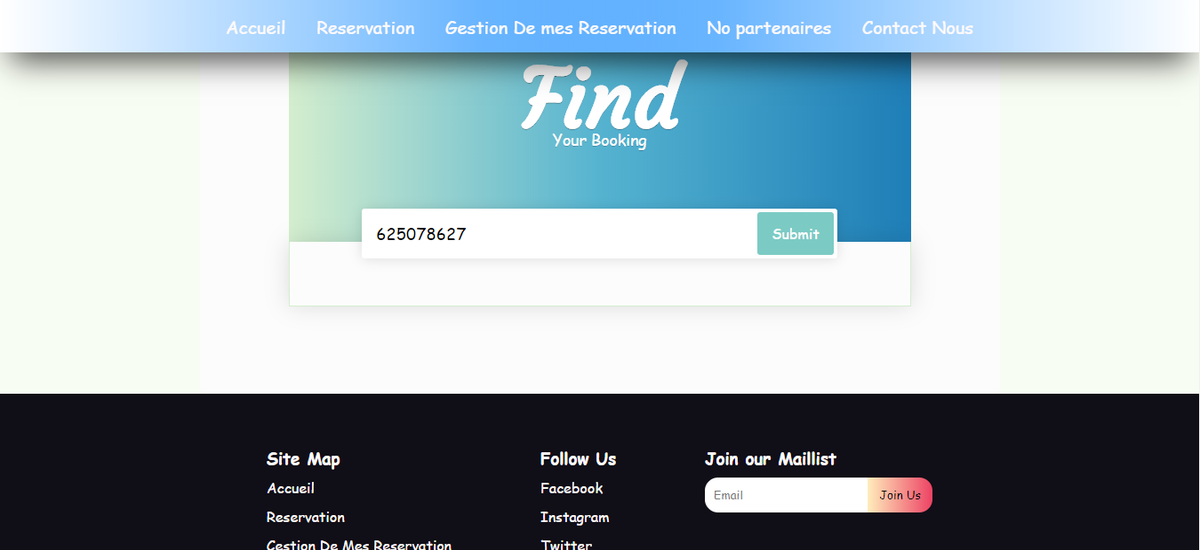 Accueil Reservation Gestion De mes Reservation No partenaires Contact Nous
Find
Your Booking
625078627 Submit
Site Map
Accueil
Reservation
Gestion De Mes Reservation
Follow Us
Facebook
Instagram
Twitter
Join our Maillist
Email Join Us